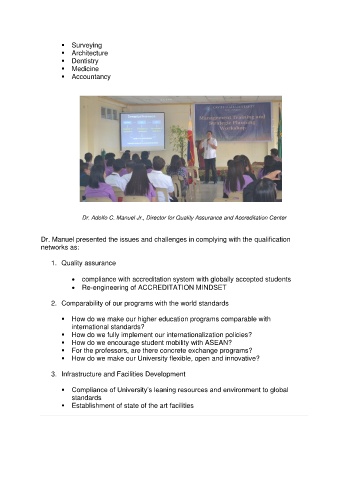 ▪ Surveying
▪ Architecture
▪ Dentistry
▪ Medicine
▪ Accountancy
Management Meeting and
Strategic Planning
Workshop
Dr. Adolfo C. Manuel Jr., Director for Quality Assurance and Accreditation Center
Dr. Manuel presented the issues and challenges in complying with the qualification
networks as:
1. Quality assurance
• compliance with accreditation system with globally accepted students
• Re-engineering of ACCREDITATION MINDSET
2. Comparability of our programs with the world standards
▪ How do we make our higher education programs comparable with
international standards?
▪ How do we fully implement our internationalization policies?
▪ How do we encourage student mobility with ASEAN?
▪ For the professors, are there concrete exchange programs?
▪ How do we make our University flexible, open and innovative?
3. Infrastructure and Facilities Development
▪ Compliance of University's leaning resources and environment to global
standards
▪ Establishment of state of the art facilities